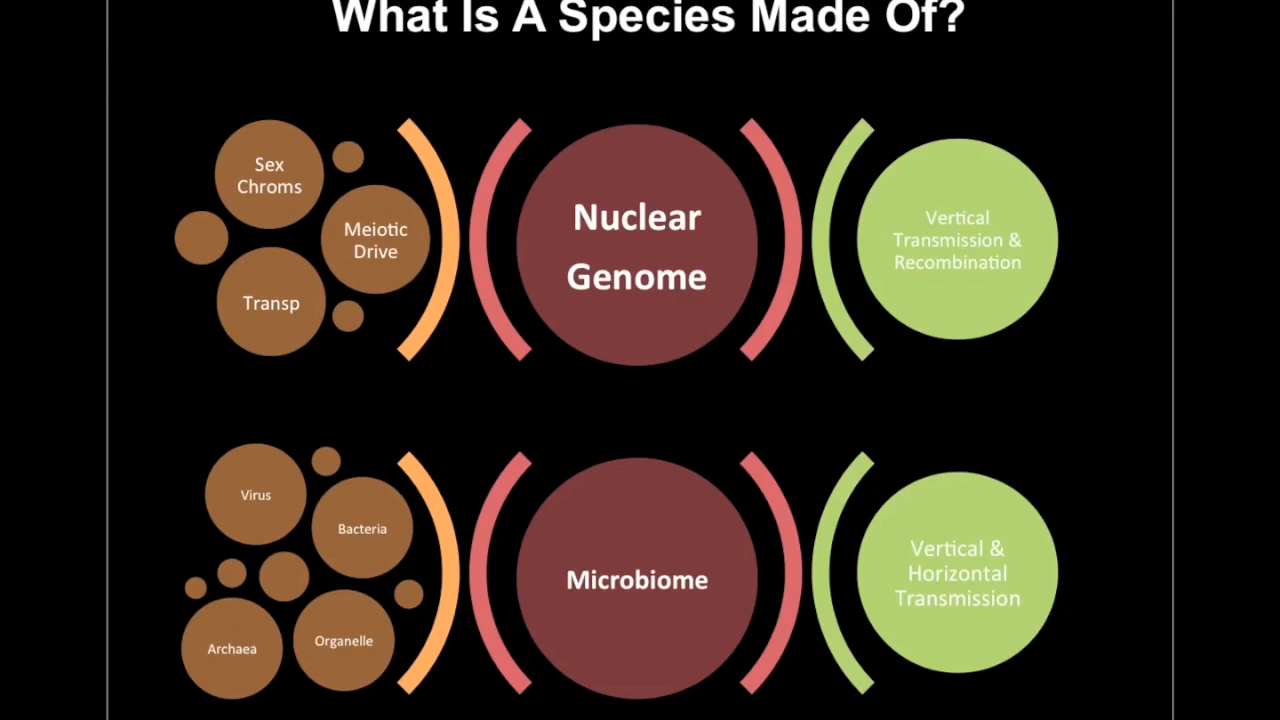 What Is A Species Made Of?
Sex
Chroms
Meiotic
Drive
Transp
Nuclear
Genome
Vertical
Transmission &
Recombination
Virus
Bacteria
Archaea
Organelle
Microbiome
Vertical &
Horizontal
Transmission